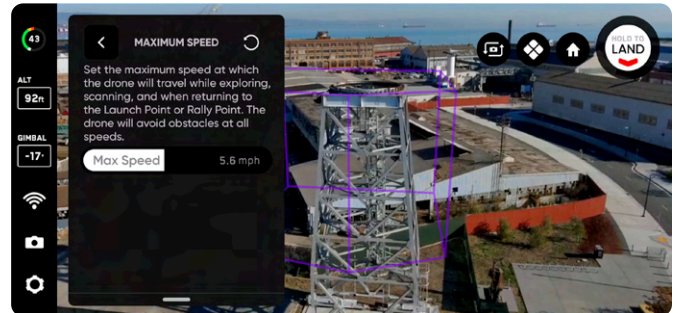 43
MAXIMUM SPEED
HOLD TO
LAND
Set the maximum speed at which
the drone will travel while exploring,
scanning, and when returning to
the Launch Point or Rally Point. The
drone will avoid obstacles at all
speeds.
ALT
92ft
GIMBAL
-17°
Max Speed 5.6 mph